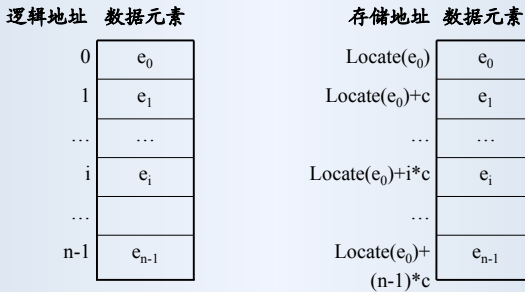 逻辑地址 数据元素 存储地址 数据元素
0 e₀ Locate(e₀) e₀
1 e₁ Locate(e₀)+c e₁
… … … …
i eᵢ Locate(e₀)+i*c eᵢ
… …
n-1 eₙ₋₁ Locate(e₀)+ eₙ₋₁
(n-1)*c